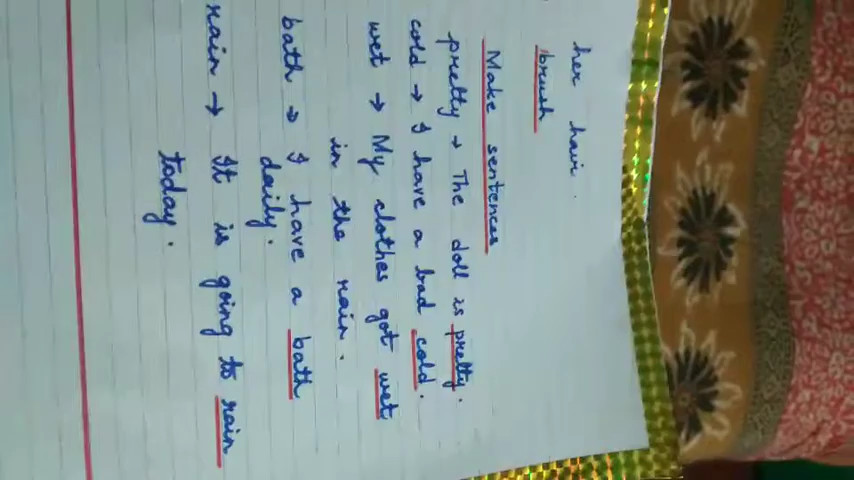 her hair.
brush
Make sentences
pretty → The doll is pretty.
cold → I have a bad cold.
wet → My clothes got wet
in the rain.
bath → I have a bath
daily.
rain → It is going to rain
today.